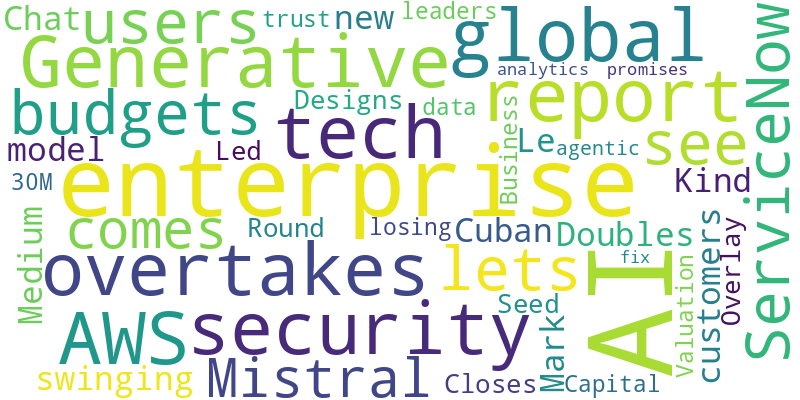 Chat users trust new leaders
Generative global
analytics promises
budgets tech Designs data report
model Led Le agentic see
30M enterprise Kind
comes Round losing Cuban Doubles
overtakes lets fix
AWS security Seed
swinging Mistral Closes Capital
Medium
Business
Mark
AI
Valuation
customers
Overlay
ServiceNow